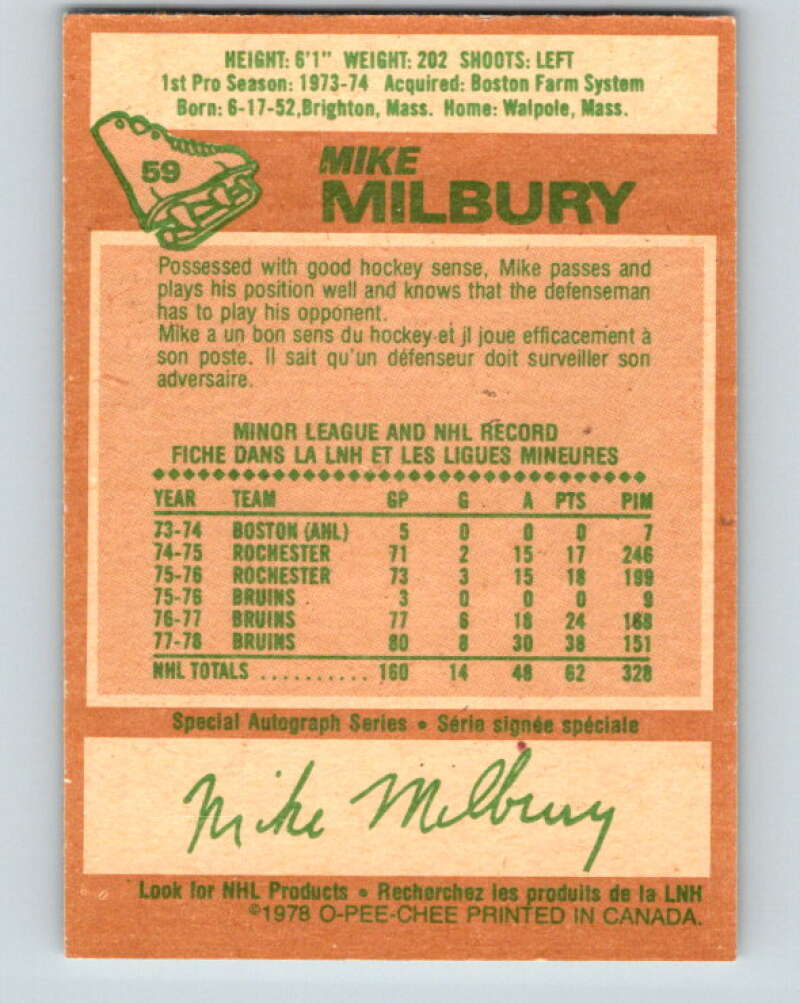 HEIGHT: 6'1" WEIGHT: 202 SHOOTS: LEFT
1st Pro Season: 1973-74 Acquired: Boston Farm System
Born: 6-17-52, Brighton, Mass. Home: Walpole, Mass.
59
MIKE
MILBURY
Possessed with good hockey sense, Mike passes and
plays his position well and knows that the defenseman
has to play his opponent.
Mike a un bon sens du hockey et il joue efficacement à
son poste. Il sait qu'un défenseur doit surveiller son
adversaire.
MINOR LEAGUE AND NHL RECORD
FICHE DANS LA LNH ET LES LIGUES MINEURES
YEAR TEAM GP G A PTS PIM
73-74 BOSTON (AHL) 5 0 0 0 7
74-75 ROCHESTER 71 2 15 17 246
75-76 ROCHESTER 73 3 15 18 199
75-76 BRUINS 3 0 0 0 9
76-77 BRUINS 77 6 18 24 168
77-78 BRUINS 80 8 30 38 151
NHL TOTALS .......... 160 14 48 62 328
Special Autograph Series • Série signée spéciale
Mike Milbury
Look for NHL Products • Recherchez les produits de la LNH
©1978 O-PEE-CHEE PRINTED IN CANADA.